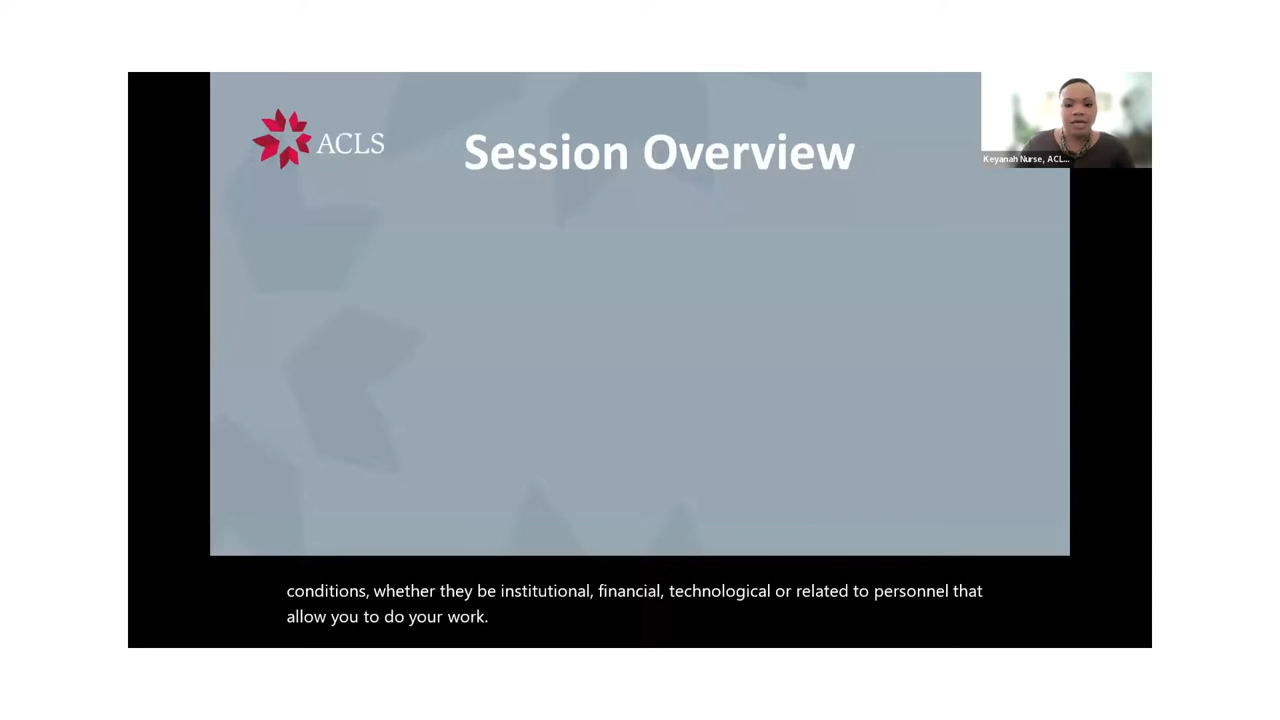 ACLS
Session Overview
Keyanah Nurse, ACL...
conditions, whether they be institutional, financial, technological or related to personnel that
allow you to do your work.